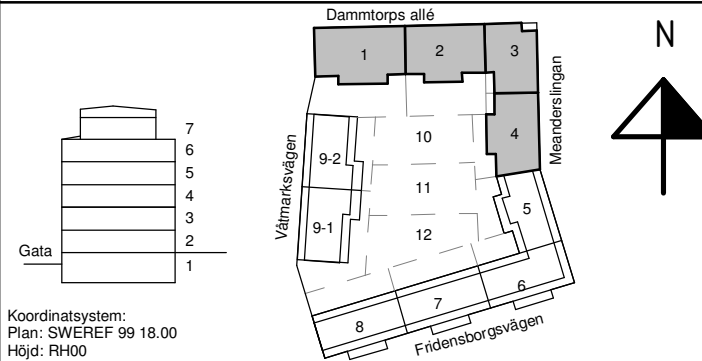 Dammtorps allé
N
1
2
3
4
Meanderslingan
7
6
5
4
3
2
1
Gata
Våtmarksvägen
9-2
9-1
10
11
12
5
6
7
8
Fridensborgsvägen
Koordinatsystem:
Plan: SWEREF 99 18.00
Höjd: RH00